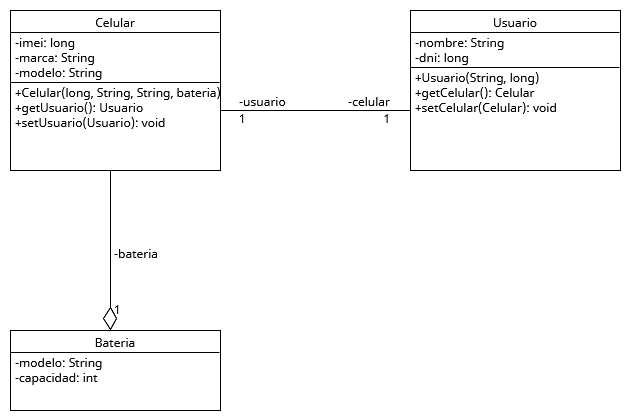 Celular
-imei: long
-marca: String
-modelo: String
+Celular(long, String, String, bateria)
+getUsuario(): Usuario
+setUsuario(Usuario): void
-usuario
1
-celular
1
Usuario
-nombre: String
-dni: long
+Usuario(String, long)
+getCelular(): Celular
+setCelular(Celular): void
-bateria
1
Bateria
-modelo: String
-capacidad: int